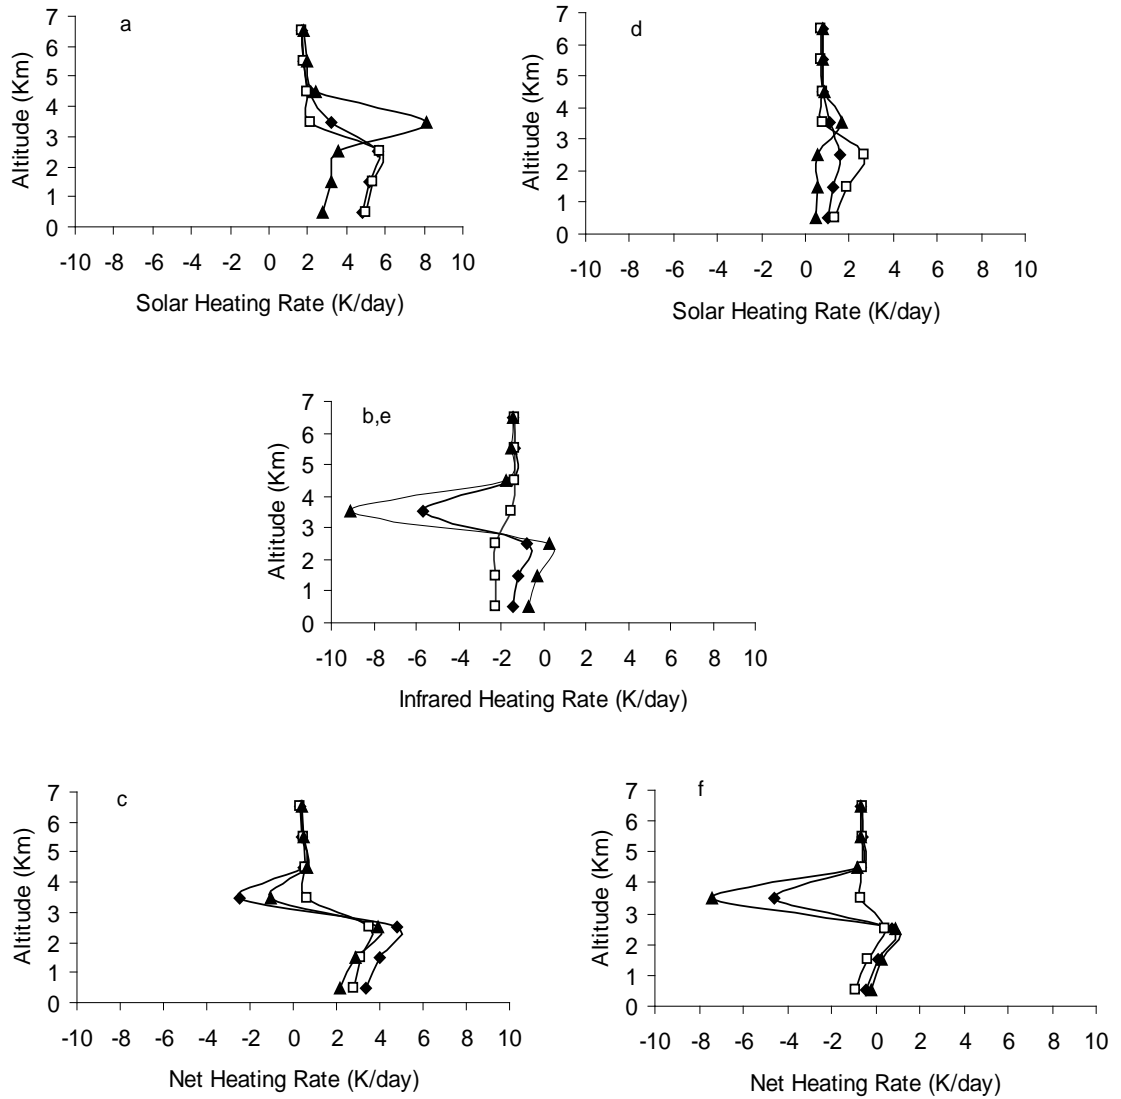 a
7
6
5
4
3
2
1
0
Altitude (Km)
-10 -8 -6 -4 -2 0 2 4 6 8 10
Solar Heating Rate (K/day)
d
7
6
5
4
3
2
1
0
Altitude (Km)
-10 -8 -6 -4 -2 0 2 4 6 8 10
Solar Heating Rate (K/day)
b,e
7
6
5
4
3
2
1
0
Altitude (Km)
-10 -8 -6 -4 -2 0 2 4 6 8 10
Infrared Heating Rate (K/day)
c
7
6
5
4
3
2
1
0
Altitude (Km)
-10 -8 -6 -4 -2 0 2 4 6 8 10
Net Heating Rate (K/day)
f
7
6
5
4
3
2
1
0
Altitude (Km)
-10 -8 -6 -4 -2 0 2 4 6 8 10
Net Heating Rate (K/day)